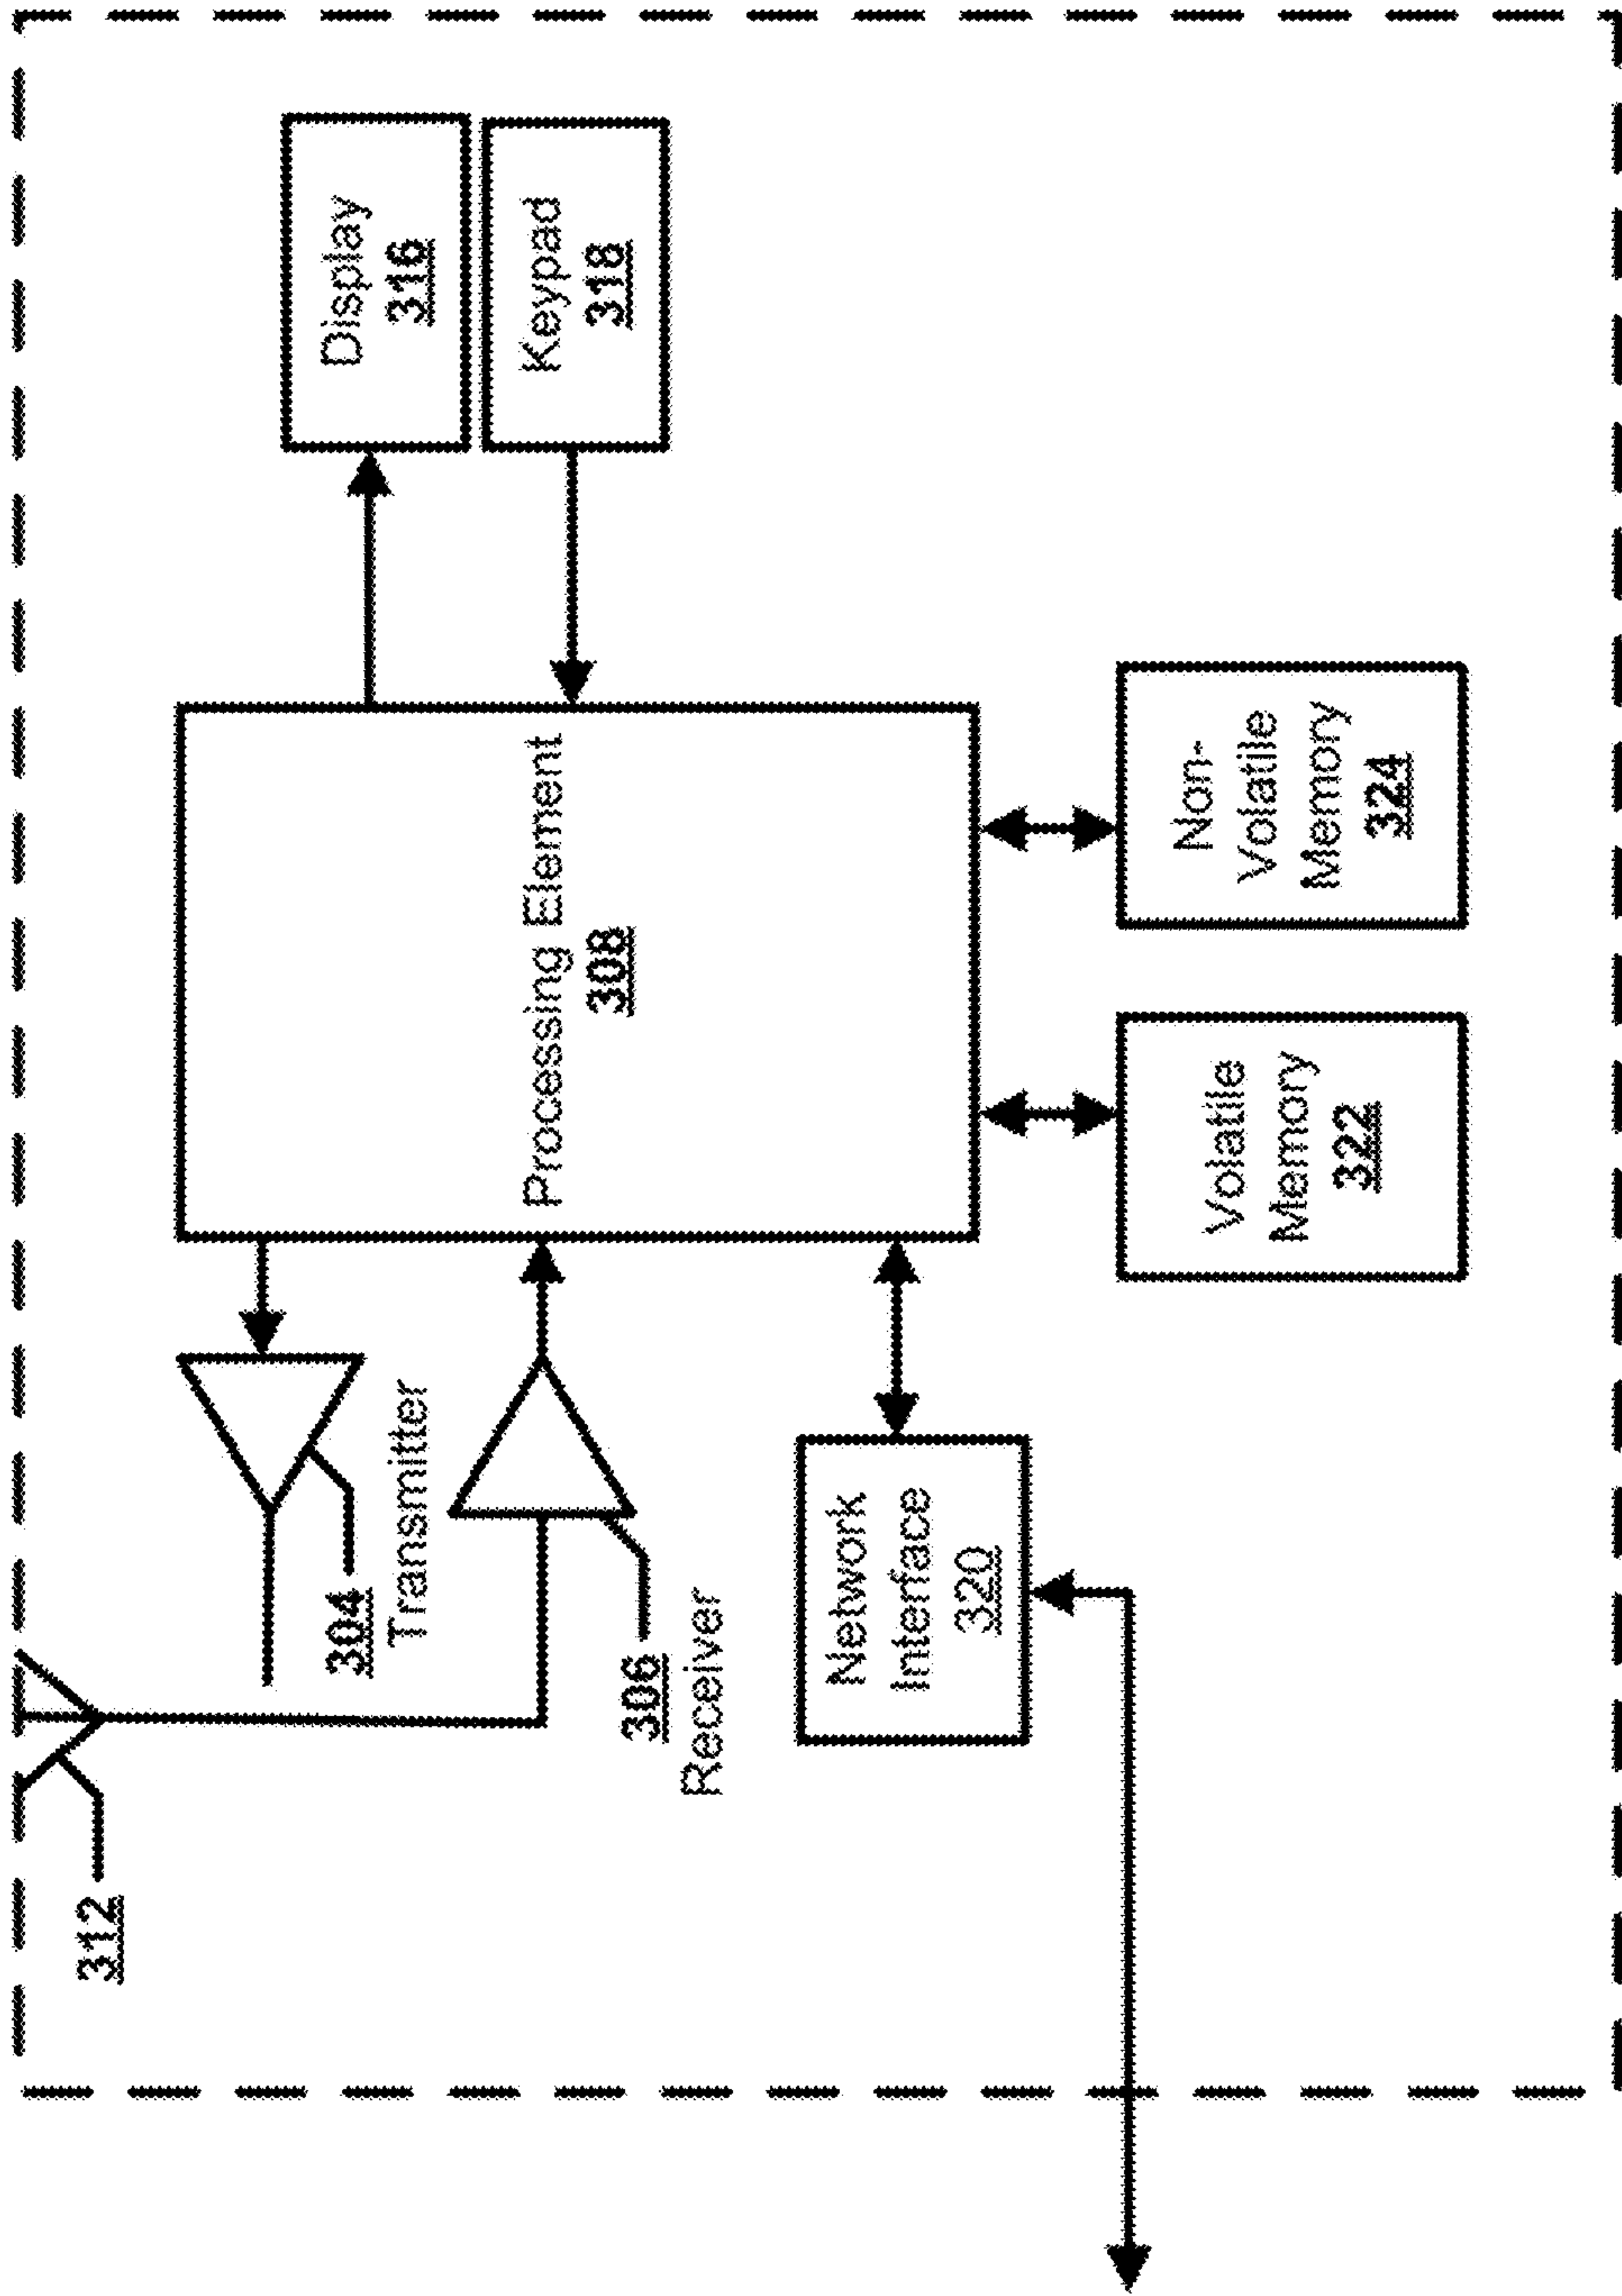 312
304
Transmitter
306
Receiver
Network
Interface
320
Processing Element
308
Display
316
Keypad
318
Volatile
Memory
322
Non-
Volatile
Memory
324